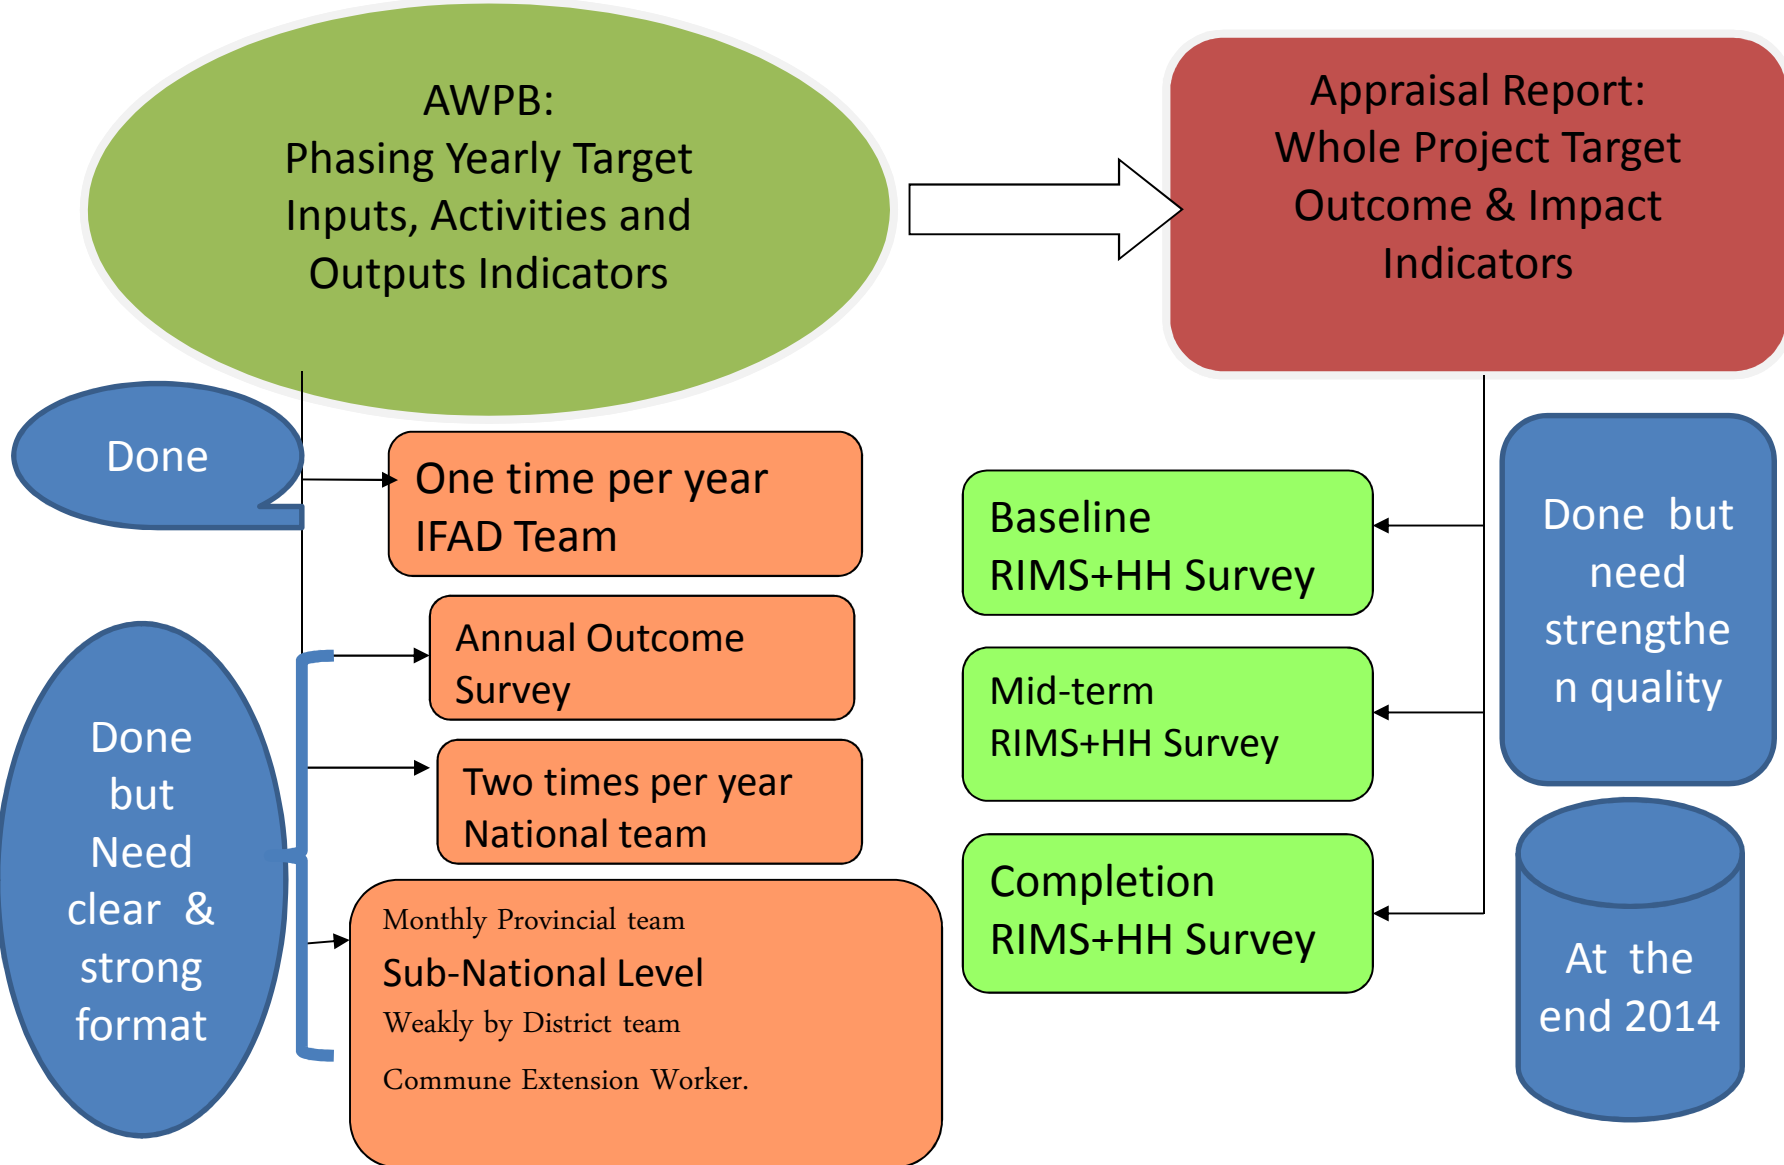 AWPB:
Phasing Yearly Target
Inputs, Activities and
Outputs Indicators
Appraisal Report:
Whole Project Target
Outcome & Impact
Indicators
Done
One time per year
IFAD Team
Annual Outcome
Survey
Two times per year
National team
Done
but
Need
clear & 
strong
format
Monthly Provincial team
Sub-National Level
Weakly by District team
Commune Extension Worker.
Baseline
RIMS+HH Survey
Mid-term
RIMS+HH Survey
Completion
RIMS+HH Survey
Done but
need
strengthe
n quality
At the
end 2014